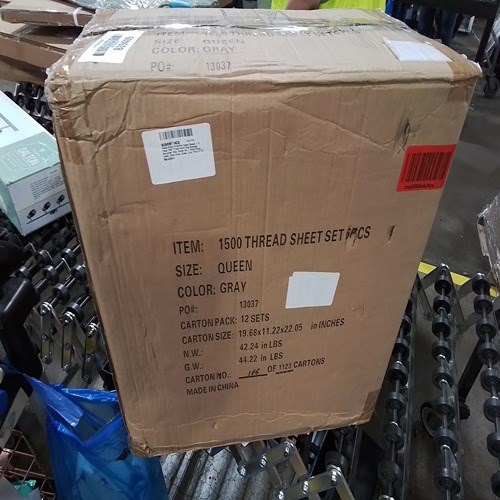 SIZE: QUEEN
COLOR: GRAY
PO#: 13037
ITEM: 1500 THREAD SHEET SET 6PCS
SIZE: QUEEN
COLOR: GRAY
PO#: 13037
CARTON PACK: 12 SETS
CARTON SIZE: 19.68x11.22x22.05 in INCHES
N.W.: 42.24 in LBS
G.W.: 44.22 in LBS
CARTON NO.: OF 1123 CARTONS
MADE IN CHINA